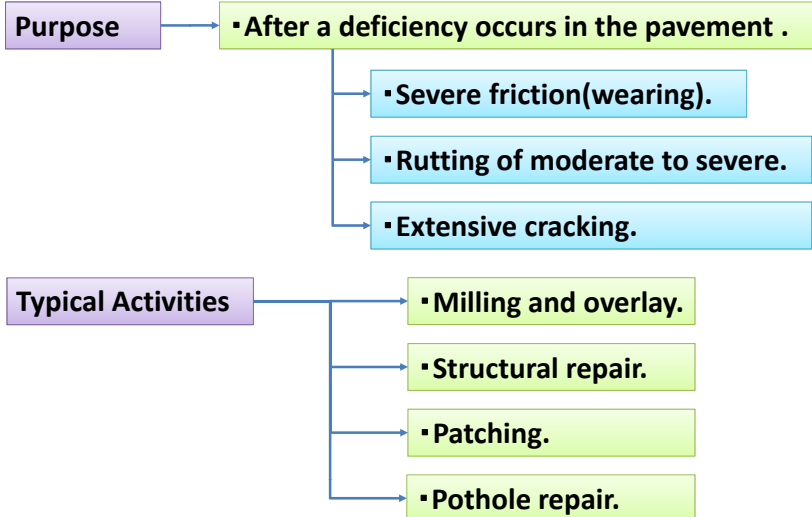 Purpose
▪After a deficiency occurs in the pavement .
▪Severe friction(wearing).
▪Rutting of moderate to severe.
▪Extensive cracking.
Typical Activities
▪Milling and overlay.
▪Structural repair.
▪Patching.
▪Pothole repair.